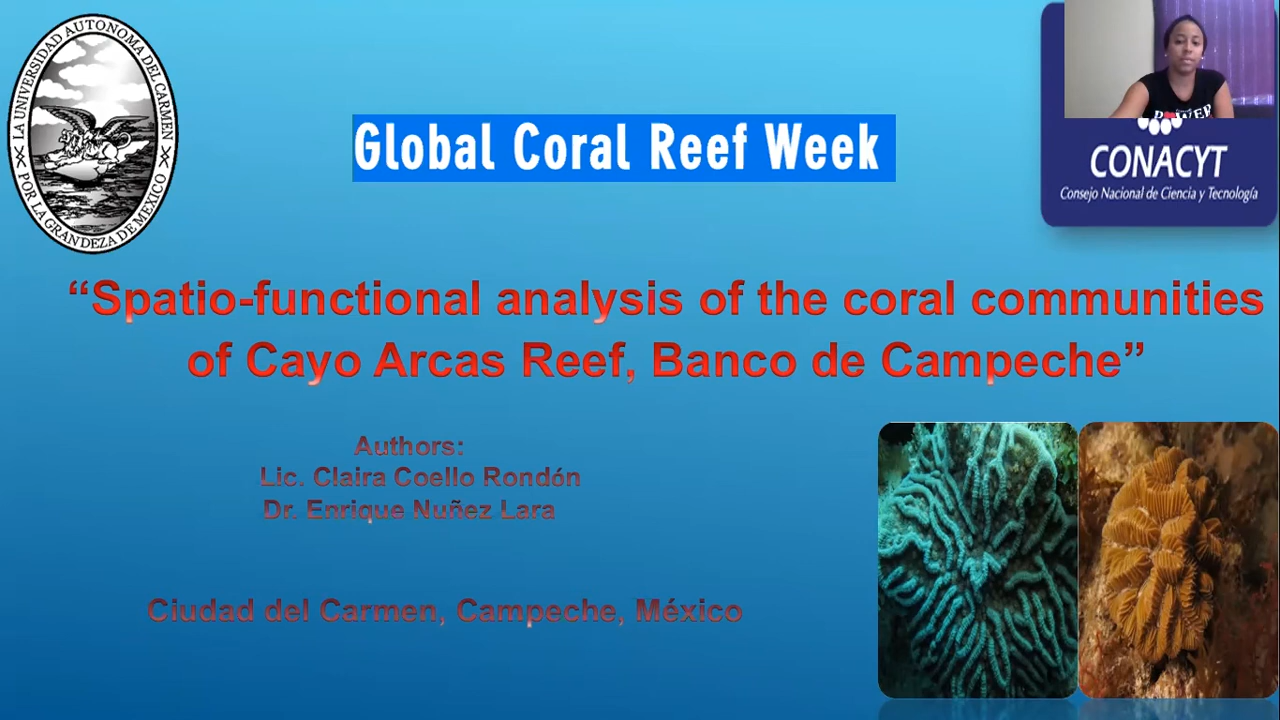 LA UNIVERSIDAD AUTONOMA DEL CARMEN
POR LA GRANDEZA DE MEXICO
Global Coral Reef Week
CONACYT
Consejo Nacional de Ciencia y Tecnología
“Spatio-functional analysis of the coral communities
of Cayo Arcas Reef, Banco de Campeche”
Authors:
Lic. Claira Coello Rondón
Dr. Enrique Nuñez Lara
Ciudad del Carmen, Campeche, México